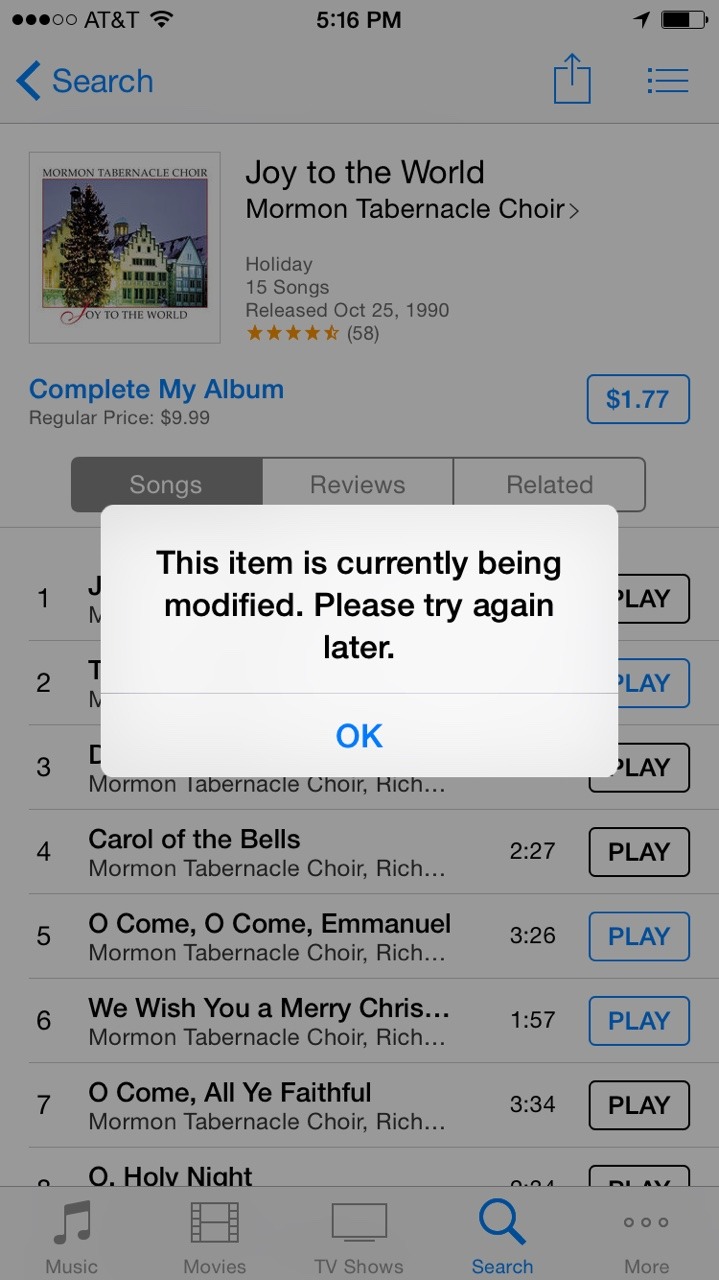 AT&T 5:16 PM
Search
MORMON TABERNACLE CHOIR
JOY TO THE WORLD
Joy to the World
Mormon Tabernacle Choir
Holiday
15 Songs
Released Oct 25, 1990
(58)
Complete My Album
$1.77
Regular Price: $9.99
Songs Reviews Related
This item is currently being
modified. Please try again
later.
OK
1 PLAY
2 PLAY
3 PLAY
Mormon Tabernacle Choir, Rich…
4 Carol of the Bells 2:27 PLAY
Mormon Tabernacle Choir, Rich…
5 O Come, O Come, Emmanuel 3:26 PLAY
Mormon Tabernacle Choir, Rich…
6 We Wish You a Merry Chris… 1:57 PLAY
Mormon Tabernacle Choir, Rich…
7 O Come, All Ye Faithful 3:34 PLAY
Mormon Tabernacle Choir, Rich…
O, Holy Night PLAY
Music Movies TV Shows Search More